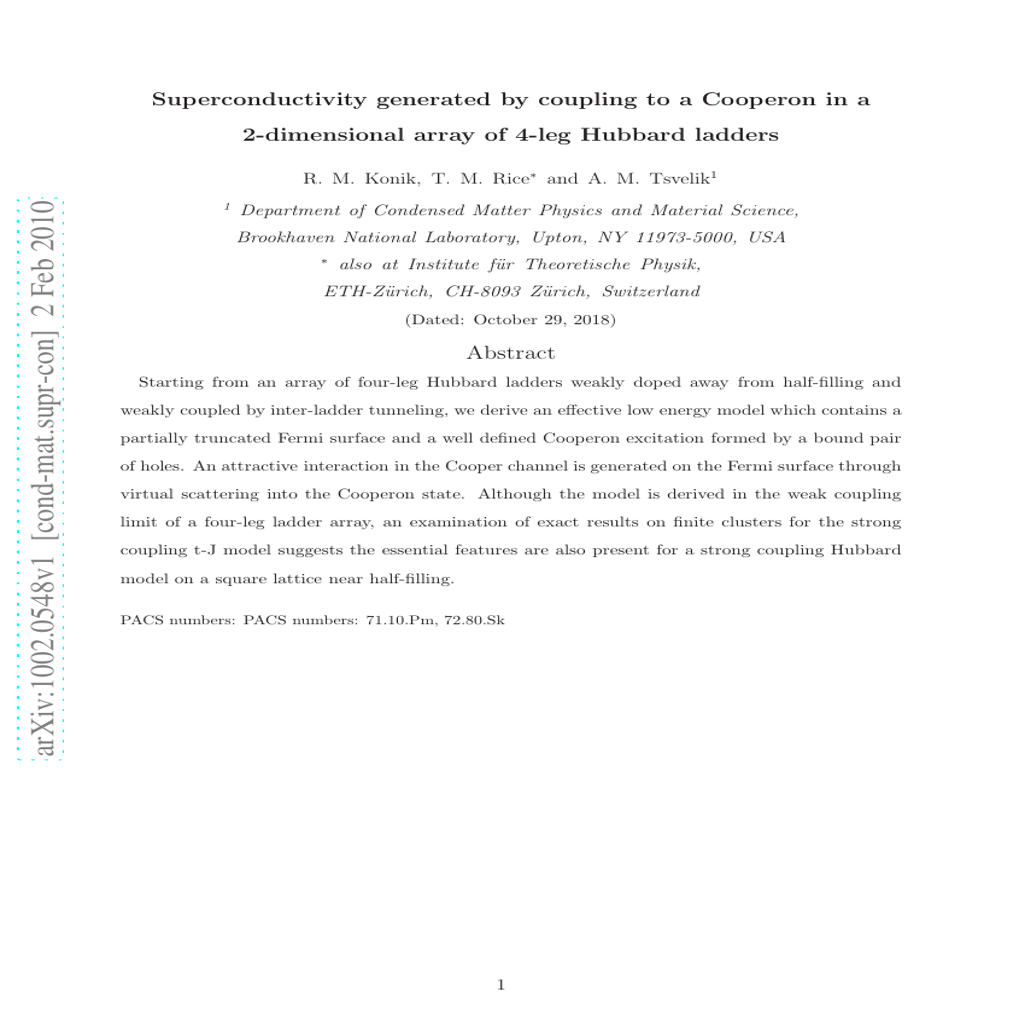 Superconductivity generated by coupling to a Cooperon in a
2-dimensional array of 4-leg Hubbard ladders
R. M. Konik, T. M. Rice* and A. M. Tsvelik¹
¹ Department of Condensed Matter Physics and Material Science,
Brookhaven National Laboratory, Upton, NY 11973-5000, USA
* also at Institute für Theoretische Physik,
ETH-Zürich, CH-8093 Zürich, Switzerland
(Dated: October 29, 2018)
Abstract
Starting from an array of four-leg Hubbard ladders weakly doped away from half-filling and
weakly coupled by inter-ladder tunneling, we derive an effective low energy model which contains a
partially truncated Fermi surface and a well defined Cooperon excitation formed by a bound pair
of holes. An attractive interaction in the Cooper channel is generated on the Fermi surface through
virtual scattering into the Cooperon state. Although the model is derived in the weak coupling
limit of a four-leg ladder array, an examination of exact results on finite clusters for the strong
coupling t-J model suggests the essential features are also present for a strong coupling Hubbard
model on a square lattice near half-filling.
PACS numbers: PACS numbers: 71.10.Pm, 72.80.Sk
arXiv:1002.0548v1 [cond-mat.supr-con] 2 Feb 2010
1